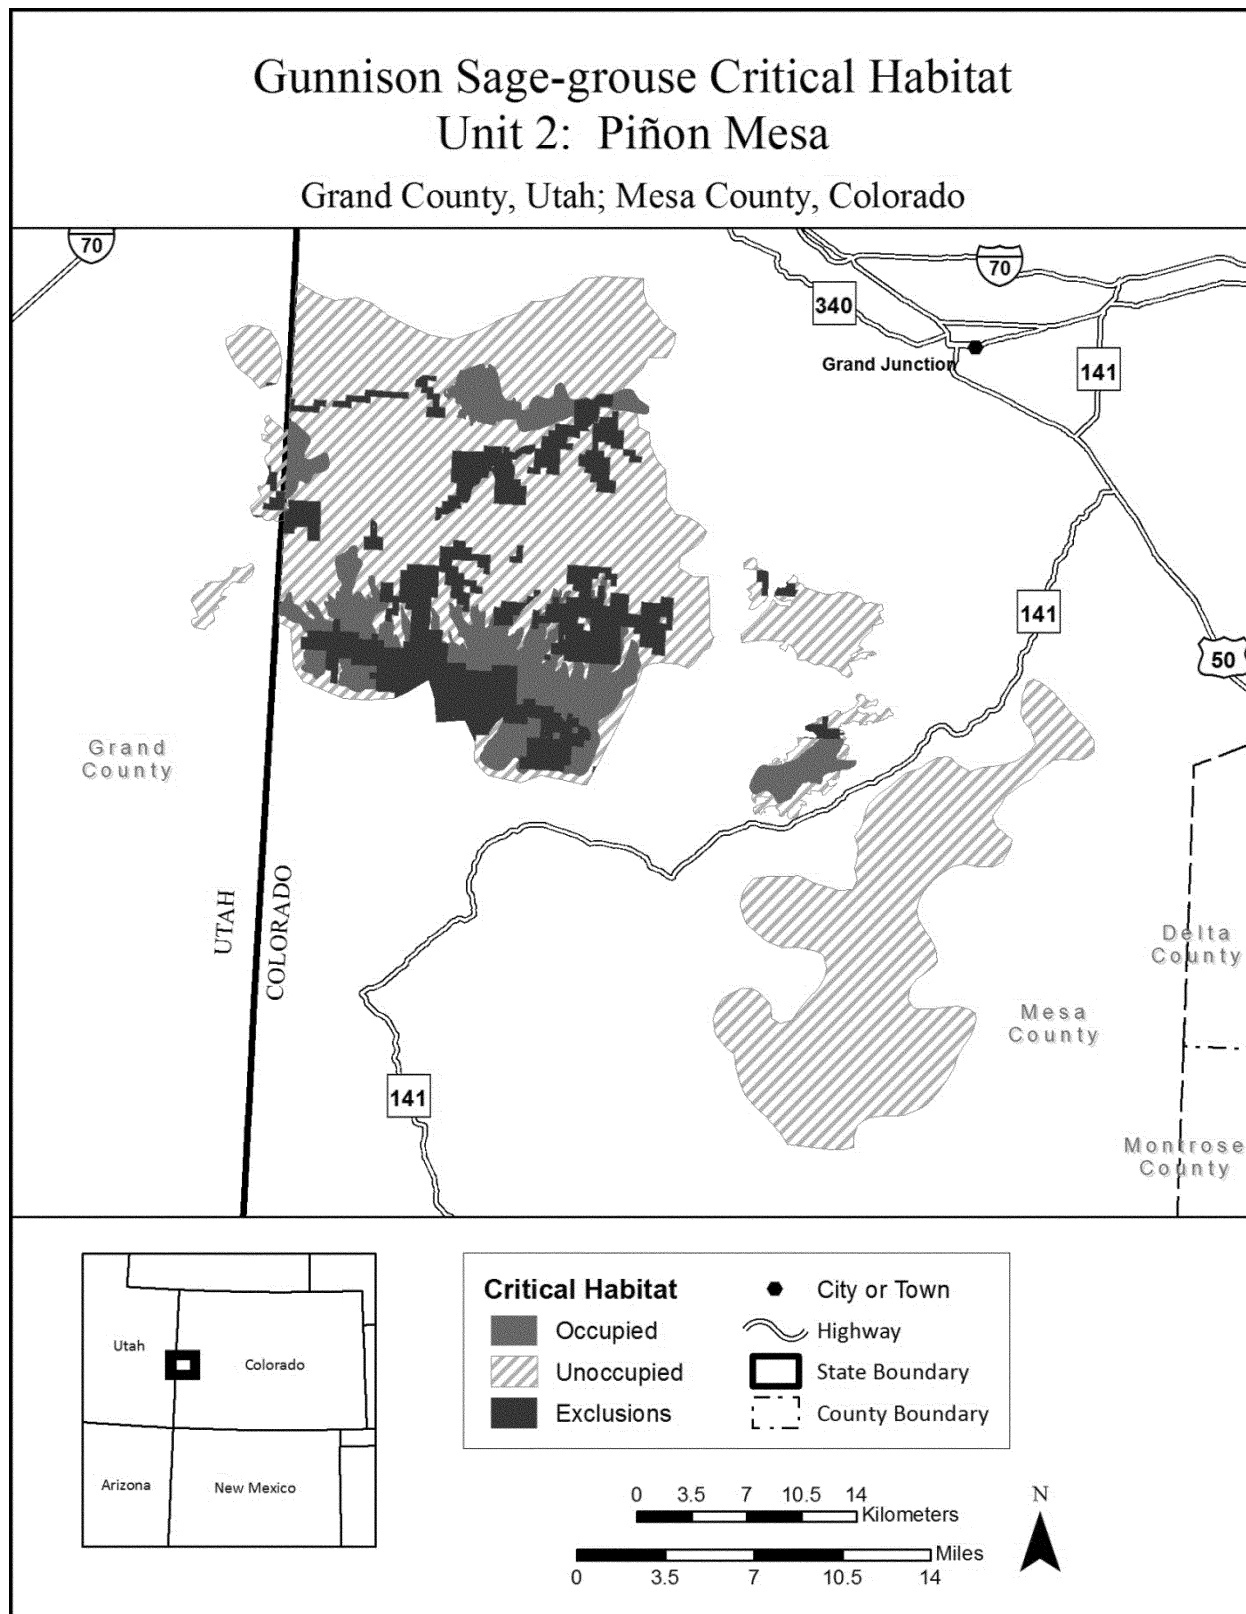 Gunnison Sage-grouse Critical Habitat
Unit 2: Piñon Mesa
Grand County, Utah; Mesa County, Colorado
70
70
340
Grand Junction
141
141
50
Grand
County
UTAH
COLORADO
Delta
County
Mesa
County
141
Montrose
County
Utah
Colorado
Arizona
New Mexico
Critical Habitat
Occupied
Unoccupied
Exclusions
City or Town
Highway
State Boundary
County Boundary
0 3.5 7 10.5 14
Kilometers
Miles
0 3.5 7 10.5 14
N